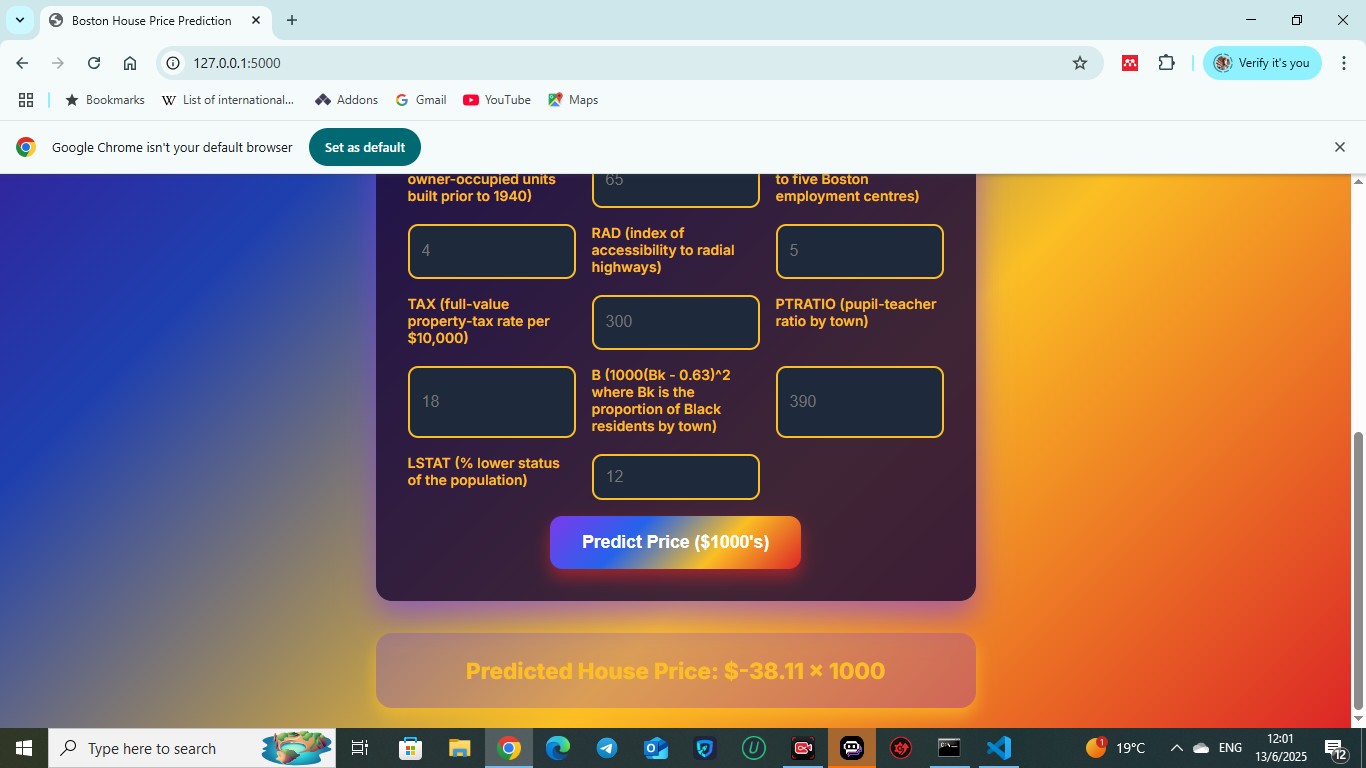 Boston House Price Prediction
127.0.0.1:5000
Verify it's you
Bookmarks
W List of international...
Addons
Gmail
YouTube
Maps
Google Chrome isn't your default browser
Set as default
owner-occupied units
built prior to 1940)
65
to five Boston
employment centres)
4
RAD (index of
accessibility to radial
highways)
5
TAX (full-value
property-tax rate per
$10,000)
300
PTRATIO (pupil-teacher
ratio by town)
18
B (1000(Bk - 0.63)^2
where Bk is the
proportion of Black
residents by town)
390
LSTAT (% lower status
of the population)
12
Predict Price ($1000's)
Predicted House Price: $-38.11 × 1000
Type here to search
1
19°C
ENG
12:01
13/6/2025
12